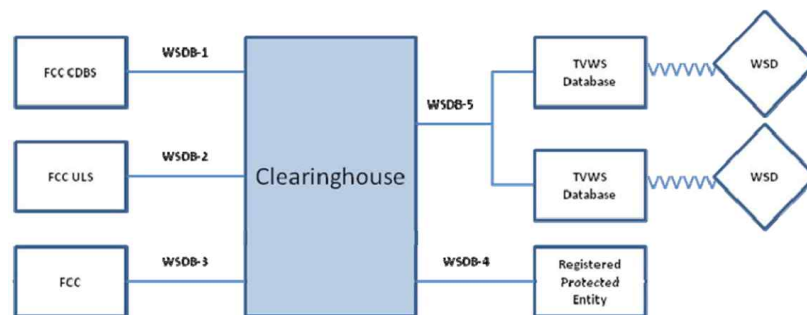 WSDB-1
FCC CDBS
WSDB-2
FCC ULS
WSDB-3
FCC
Clearinghouse
WSDB-5
TVWS
Database
WSD
TVWS
Database
WSD
WSDB-4
Registered
Protected
Entity